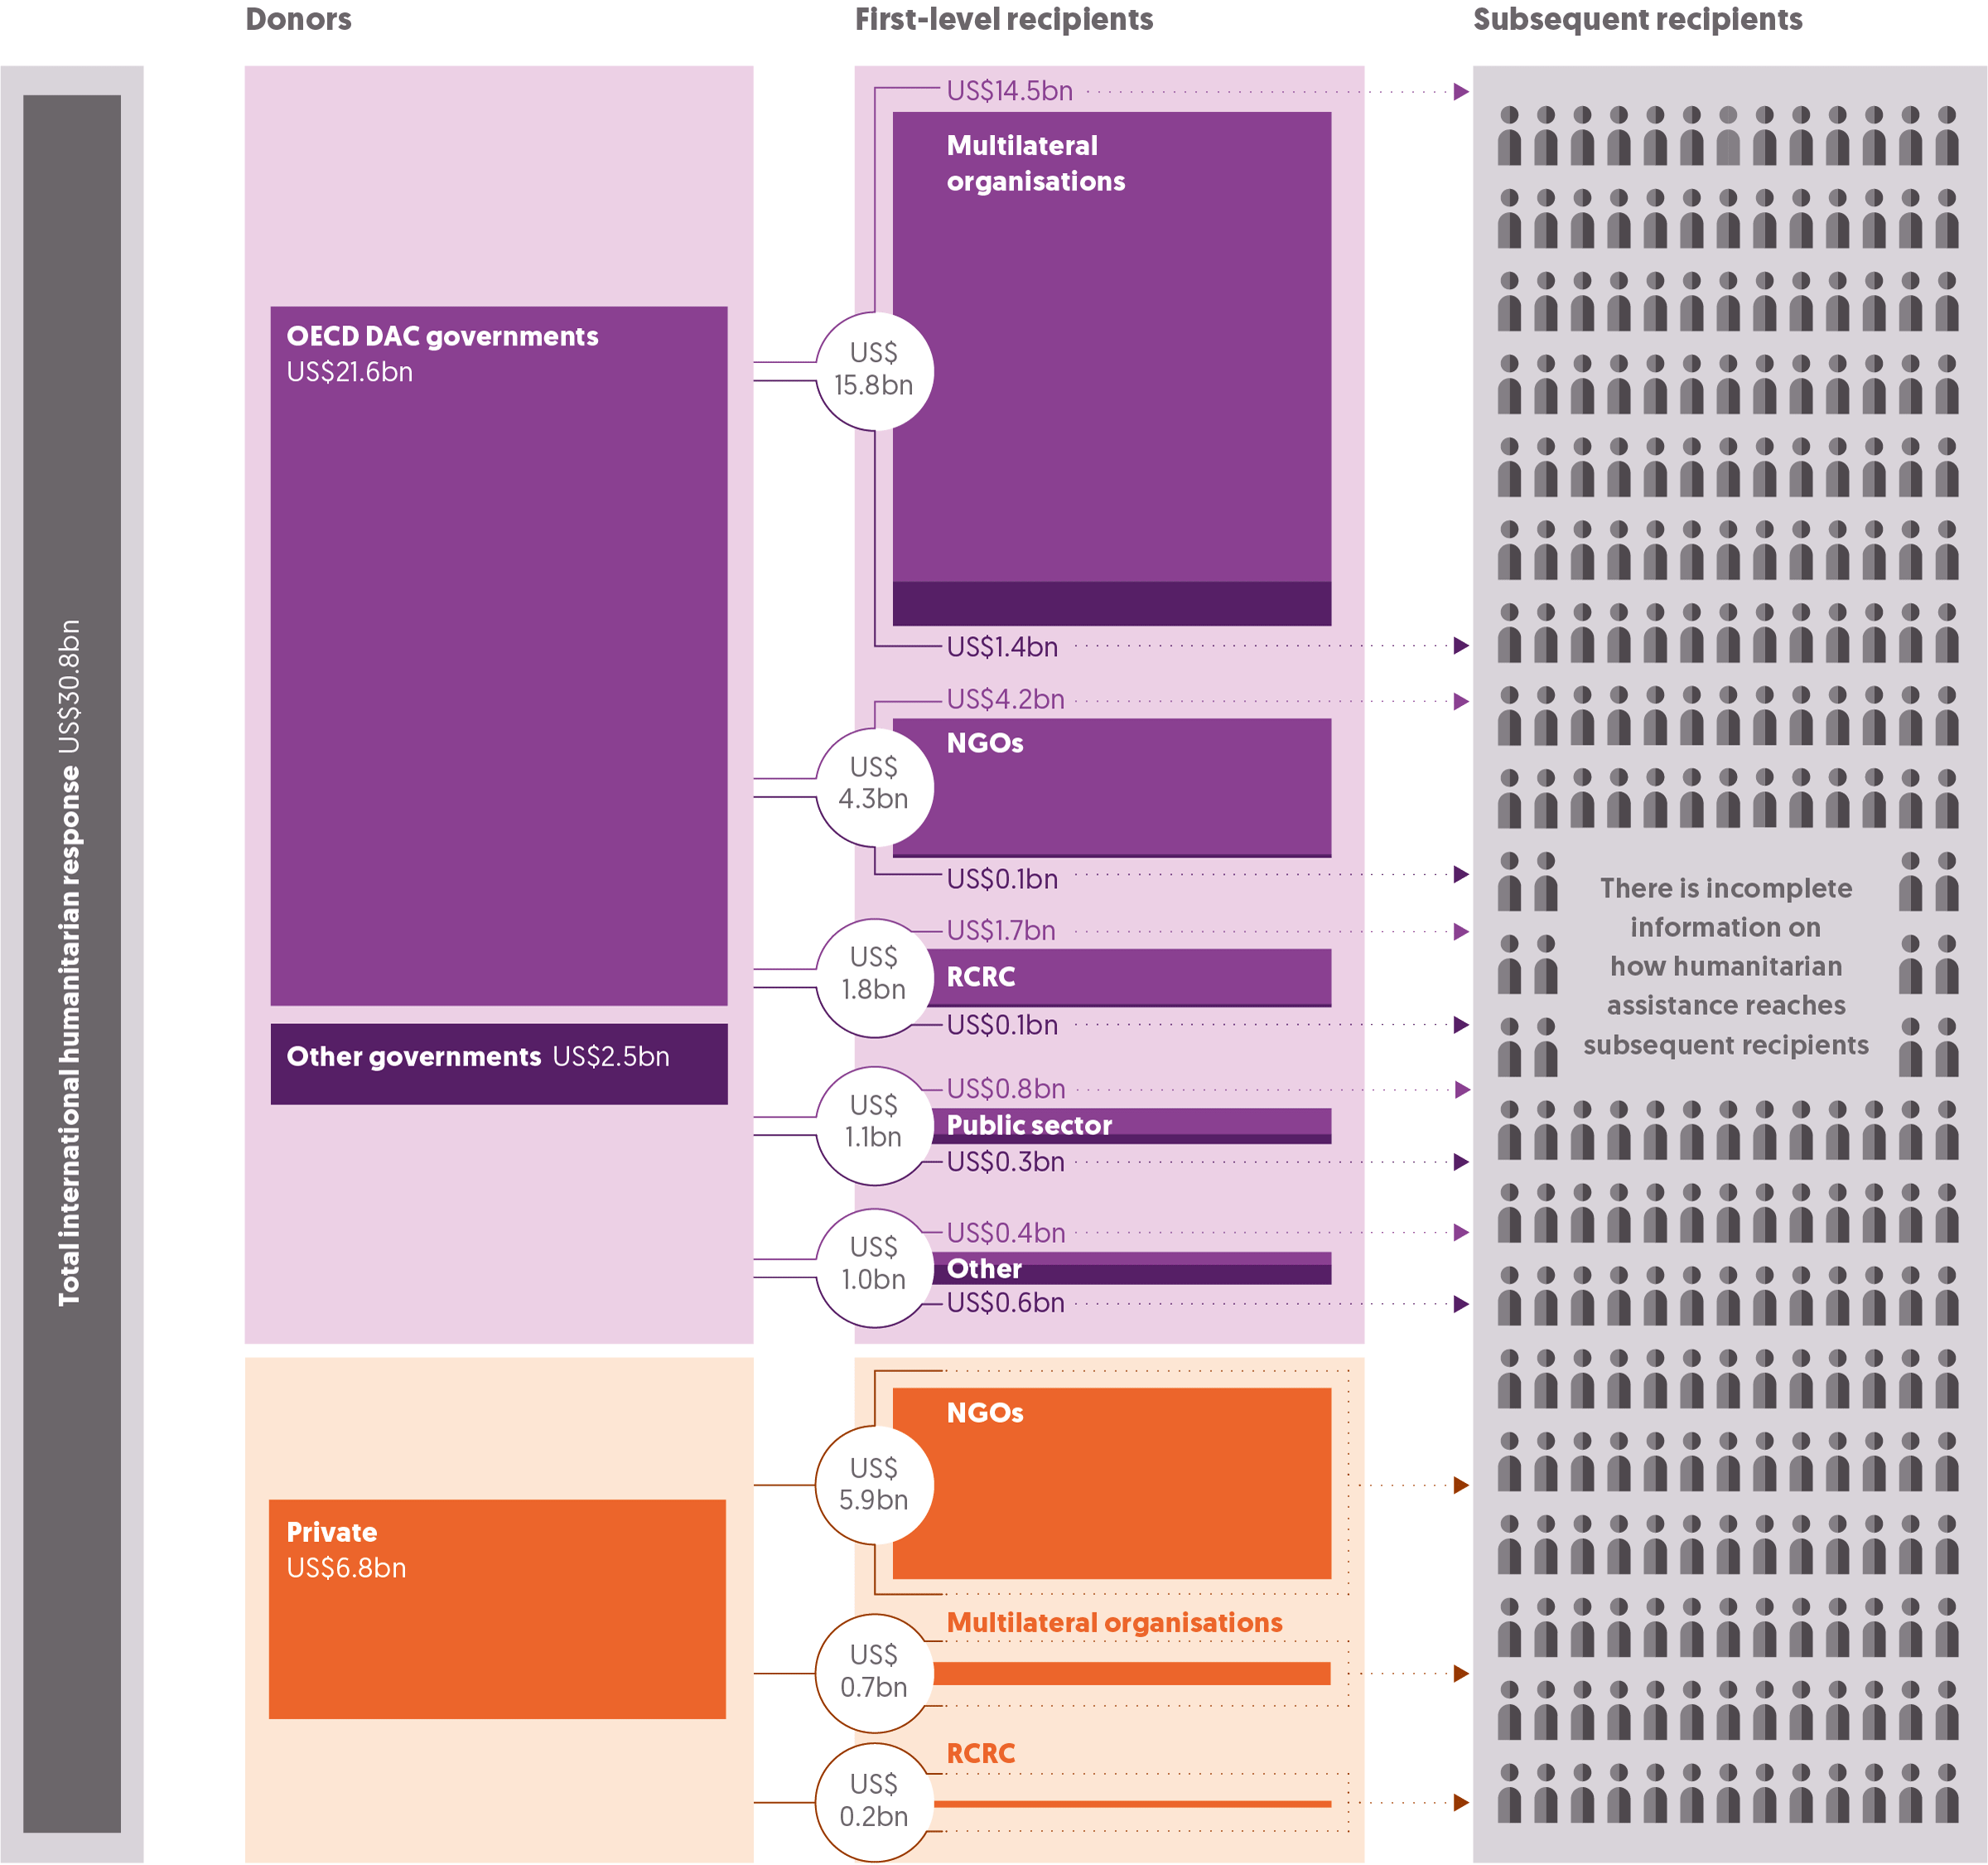 Donors
First-level recipients
Subsequent recipients
Total international humanitarian response US$30.8bn
OECD DAC governments
US$21.6bn
Other governments US$2.5bn
US$14.5bn
Multilateral
organisations
US$
15.8bn
US$1.4bn
US$4.2bn
NGOs
US$
4.3bn
US$0.1bn
US$1.7bn
RCRC
US$
1.8bn
US$0.1bn
US$0.8bn
Public sector
US$
1.1bn
US$0.3bn
US$0.4bn
Other
US$
1.0bn
US$0.6bn
There is incomplete
information on
how humanitarian
assistance reaches
subsequent recipients
Private
US$6.8bn
NGOs
US$
5.9bn
Multilateral organisations
US$
0.7bn
RCRC
US$
0.2bn